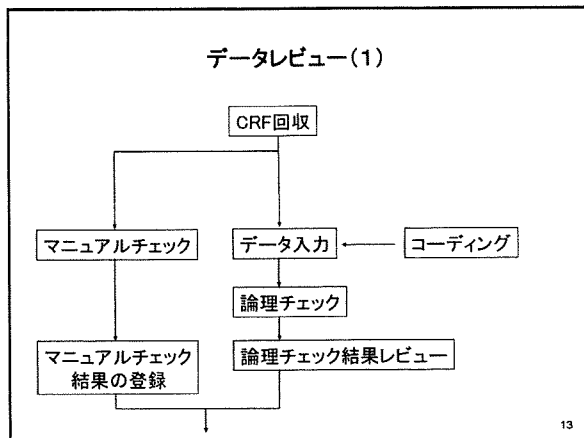 データレビュー(1)
CRF回収
マニュアルチェック
データ入力
コーディング
論理チェック
マニュアルチェック
結果の登録
論理チェック結果レビュー
13